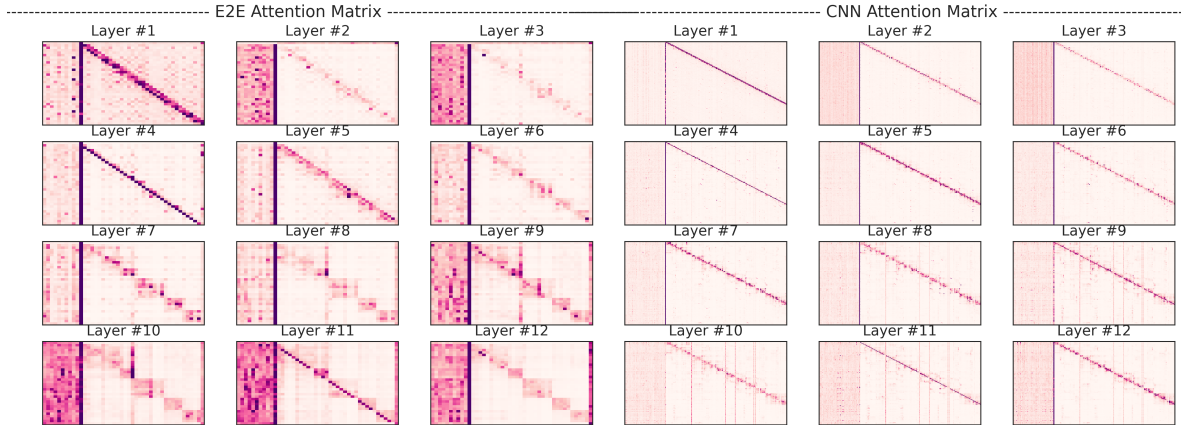 E2E Attention Matrix CNN Attention Matrix
Layer #1 Layer #2 Layer #3 Layer #1 Layer #2 Layer #3
Layer #4 Layer #5 Layer #6 Layer #4 Layer #5 Layer #6
Layer #7 Layer #8 Layer #9 Layer #7 Layer #8 Layer #9
Layer #10 Layer #11 Layer #12 Layer #10 Layer #11 Layer #12